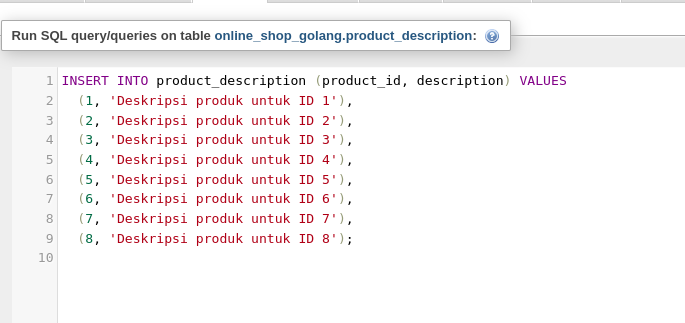 Run SQL query/queries on table online_shop_golang.product_description:
1 INSERT INTO product_description (product_id, description) VALUES
2 (1, 'Deskripsi produk untuk ID 1'),
3 (2, 'Deskripsi produk untuk ID 2'),
4 (3, 'Deskripsi produk untuk ID 3'),
5 (4, 'Deskripsi produk untuk ID 4'),
6 (5, 'Deskripsi produk untuk ID 5'),
7 (6, 'Deskripsi produk untuk ID 6'),
8 (7, 'Deskripsi produk untuk ID 7'),
9 (8, 'Deskripsi produk untuk ID 8');
10